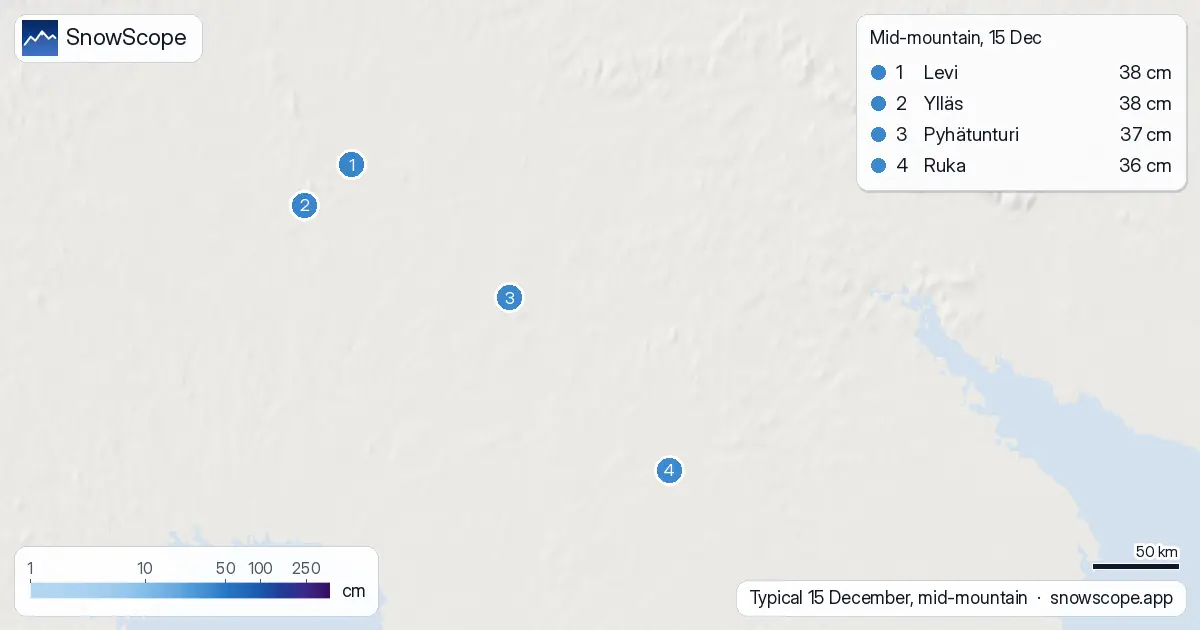 SnowScope
Mid-mountain, 15 Dec
1 Levi 38 cm
2 Ylläs 38 cm
3 Pyhätunturi 37 cm
4 Ruka 36 cm
1
2
3
4
1 10 50 100 250
cm
50 km
Typical 15 December, mid-mountain · snowscope.app